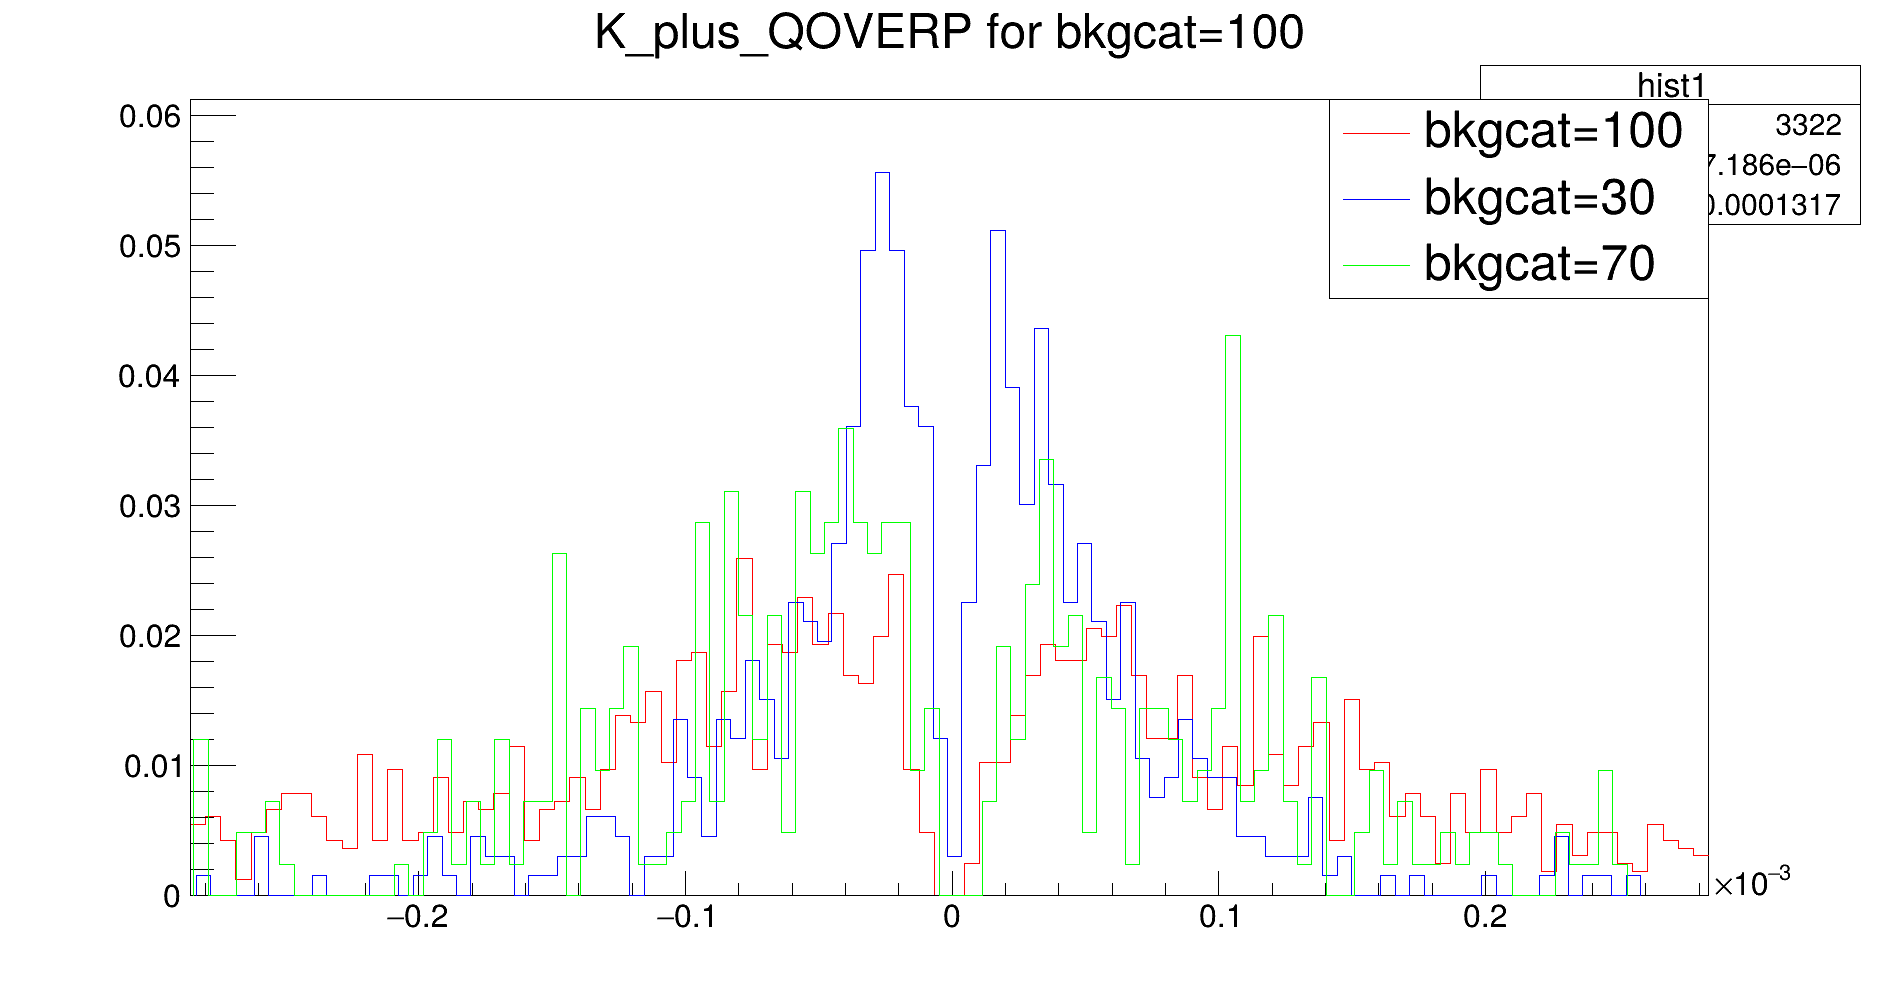 K_plus_QOVERP for bkgcat=100
hist1
3322
7.186e−06
0.0001317
bkgcat=100
bkgcat=30
bkgcat=70
0.06
0.05
0.04
0.03
0.02
0.01
0
−0.2
−0.1
0
0.1
0.2
×10−3